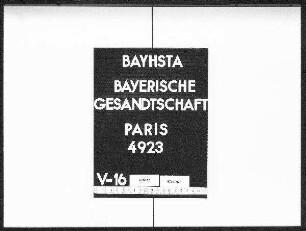 BAYHSTA
BAYERISCHE
GESANDTSCHAFT
PARIS
4923
V-16